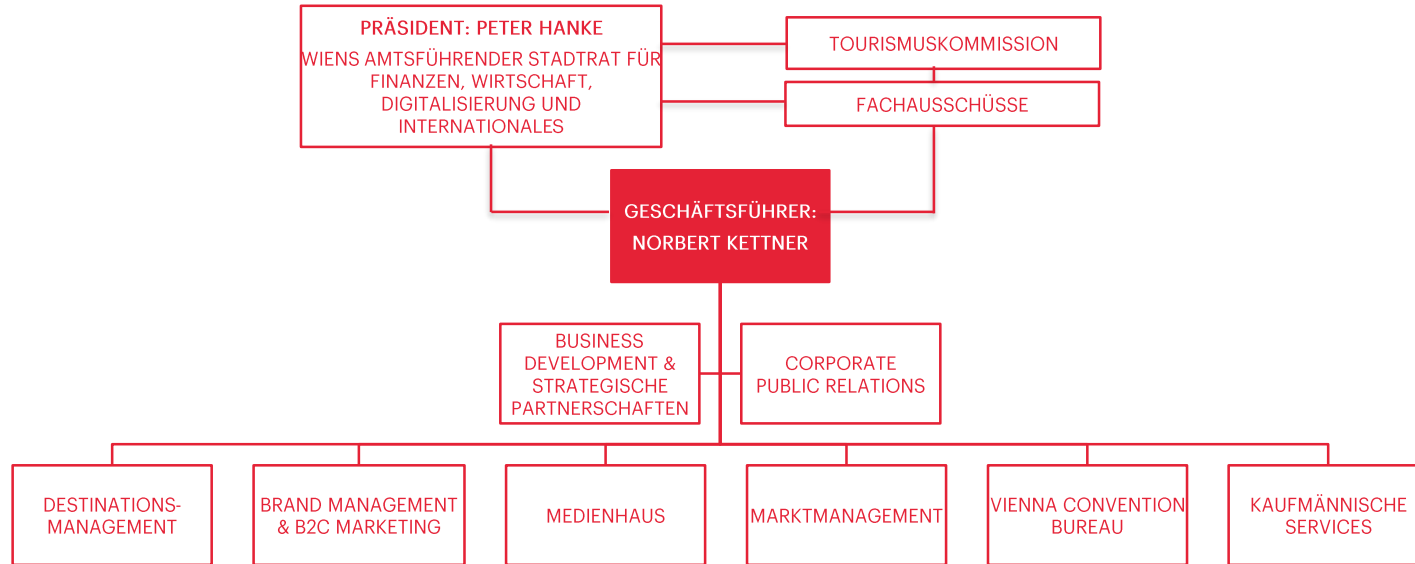 PRÄSIDENT: PETER HANKE
WIENS AMTSFÜHRENDER STADTRAT FÜR
FINANZEN, WIRTSCHAFT,
DIGITALISIERUNG UND
INTERNATIONALES
TOURISMUSKOMMISSION
FACHAUSSCHÜSSE
GESCHÄFTSFÜHRER:
NORBERT KETTNER
BUSINESS
DEVELOPMENT &
STRATEGISCHE
PARTNERSCHAFTEN
CORPORATE
PUBLIC RELATIONS
DESTINATIONS-
MANAGEMENT
BRAND MANAGEMENT
& B2C MARKETING
MEDIENHAUS
MARKTMANAGEMENT
VIENNA CONVENTION
BUREAU
KAUFMÄNNISCHE
SERVICES